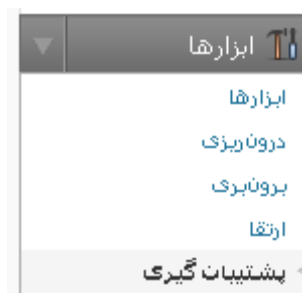 ابزارها
ابزارها
درون‌ریزی
برون‌بری
ارتقا
پشتیبان گیری